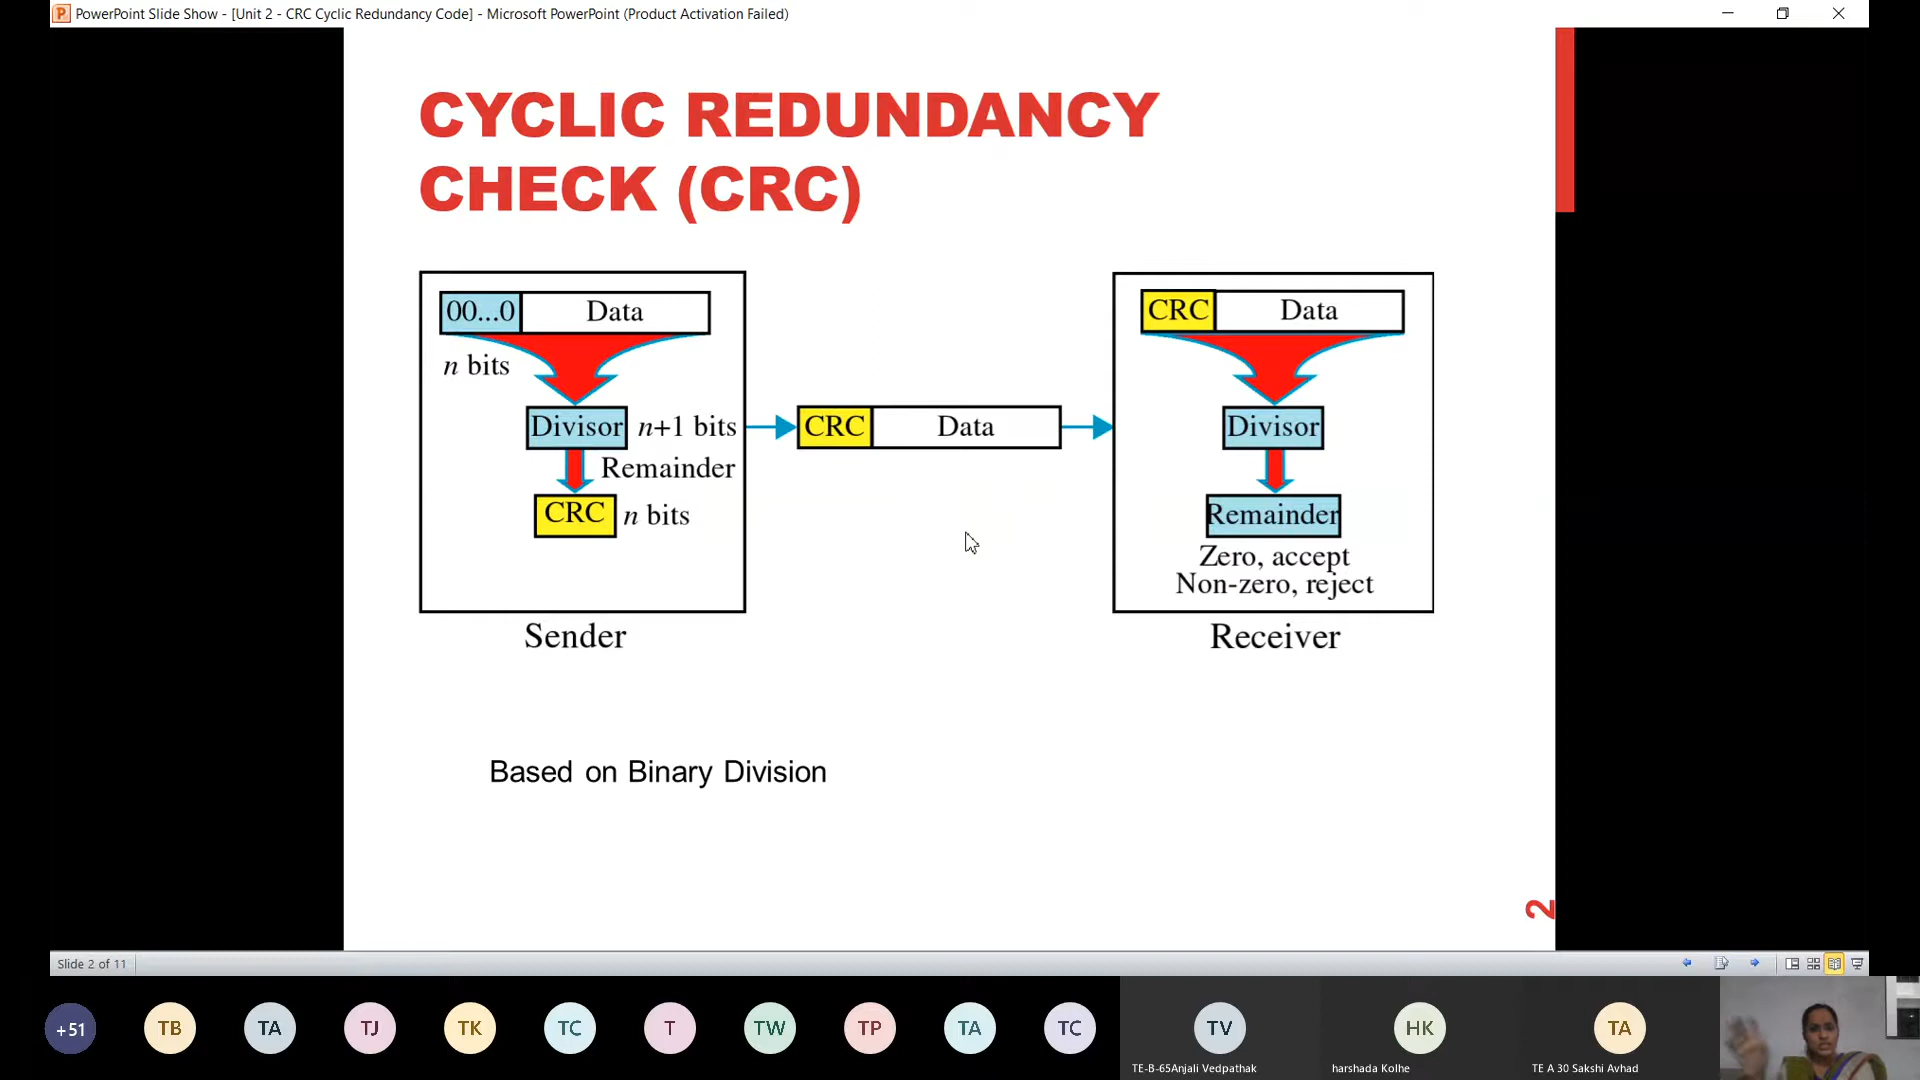 PowerPoint Slide Show - [Unit 2 - CRC Cyclic Redundancy Code] - Microsoft PowerPoint (Product Activation Failed)
CYCLIC REDUNDANCY
CHECK (CRC)
00...0 Data
n bits
Divisor n+1 bits
Remainder
CRC n bits
Sender
CRC Data
CRC Data
Divisor
Remainder
Zero, accept
Non-zero, reject
Receiver
Based on Binary Division
2
Slide 2 of 11
+51 TB TA TJ TK TC T TW TP TA TC TV HK TA
TE-B-65Anjali Vedpathak harshada Kolhe TE A 30 Sakshi Avhad